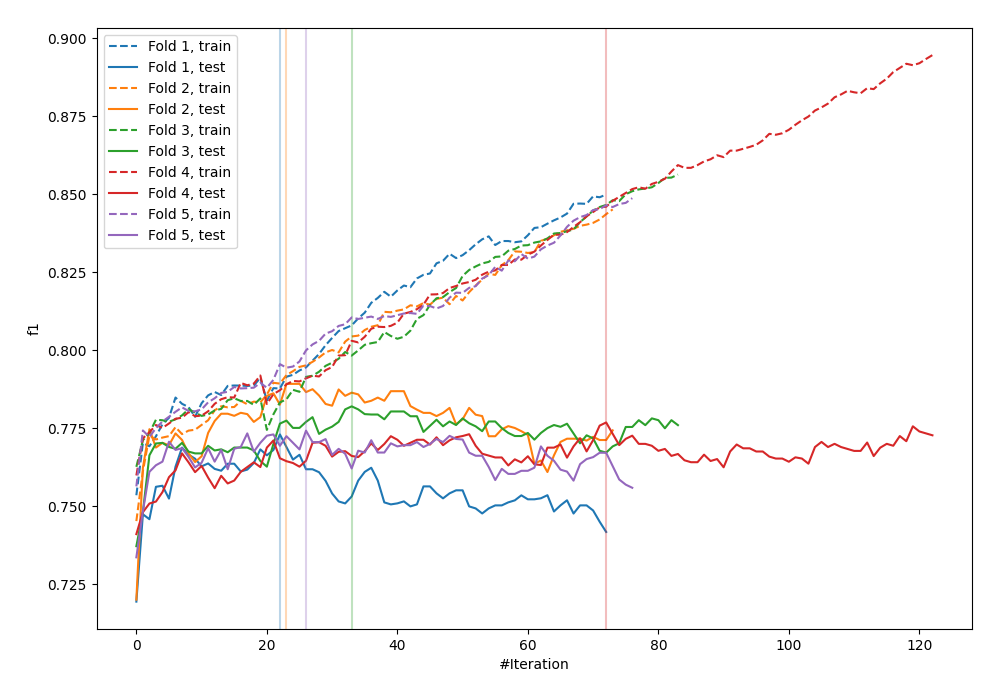 0.900
0.875
0.850
0.825
0.800
0.775
0.750
0.725
f1
Fold 1, train
Fold 1, test
Fold 2, train
Fold 2, test
Fold 3, train
Fold 3, test
Fold 4, train
Fold 4, test
Fold 5, train
Fold 5, test
0 20 40 60 80 100 120
#Iteration